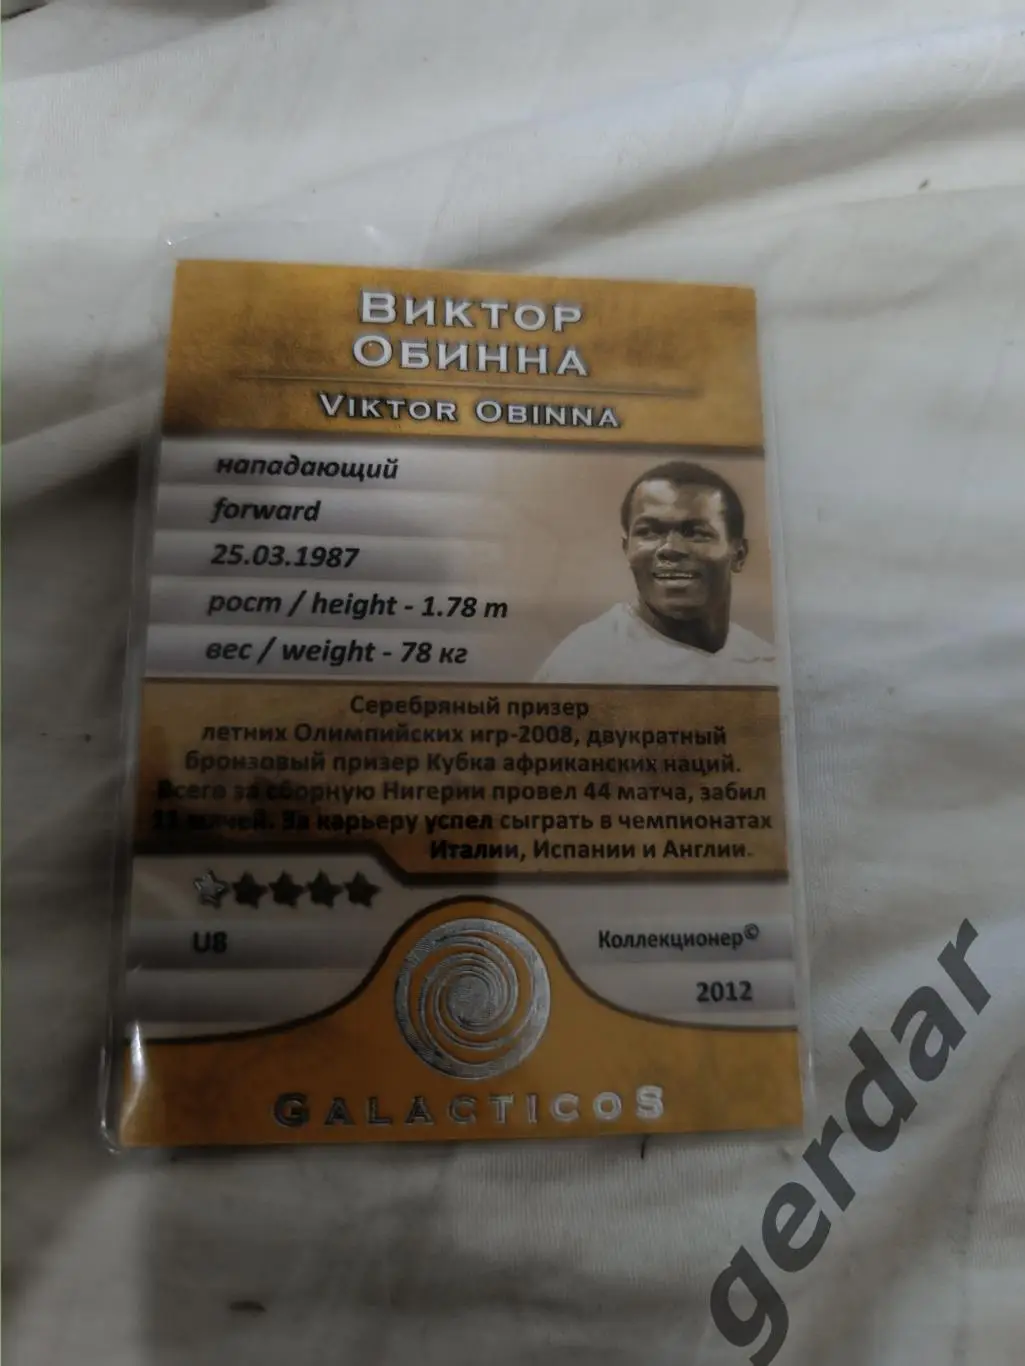 Виктор
Обинна
Viktor Obinna
нападающий
forward
25.03.1987
рост / height - 1.78 m
вес / weight - 78 кг
Серебряный призер
летних Олимпийских игр-2008, двукратный
бронзовый призер Кубка африканских наций.
Всего за сборную Нигерии провел 44 матча, забил
11 мячей. За карьеру успел сыграть в чемпионатах
Италии, Испании и Англии.
U8
Коллекционер©
2012
GALACTICOS
gerdar